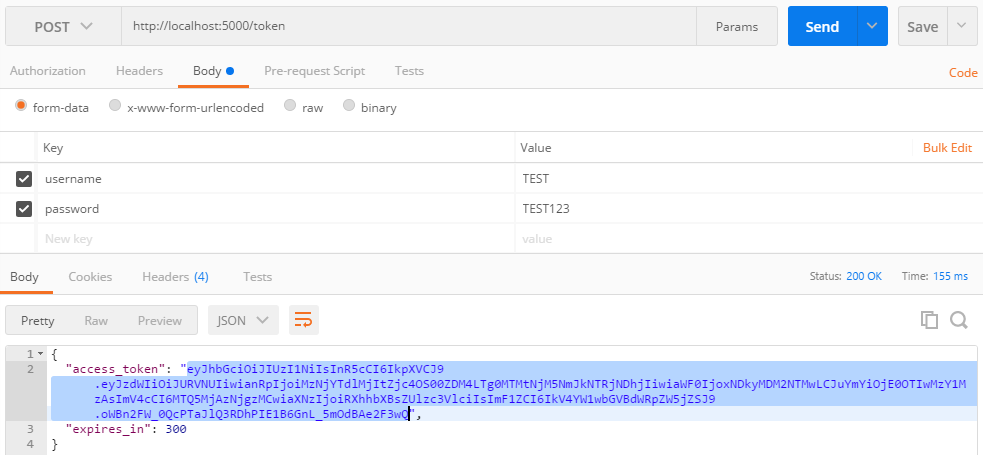 POST http://localhost:5000/token Params Send Save
Authorization Headers Body Pre-request Script Tests Code
form-data x-www-form-urlencoded raw binary
Key Value Bulk Edit
username TEST
password TEST123
New key value
Body Cookies Headers (4) Tests Status: 200 OK Time: 155 ms
Pretty Raw Preview JSON
1 {
2 "access_token": "eyJhbGciOiJIUzI1NiIsInR5cCI6IkpXVCJ9
.eyJzdWIiOiJURVNUIiwianRpIjoiMzNjYTdlMjItZjc4OS00ZDM4LTg0MTMtNjM5NmJkNTRjNDhjIiwiaWF0IjoxNDkyMDM2NTMwLCJuYmYiOjE0OTIwMzY1M
zAsImV4cCI6MTQ5MjAzNjgzMCwiaXNzIjoiRXhhbXBsZUlzc3VlciIsImF1ZCI6IkV4YW1wbGVBdWRpZW5jZSJ9
.oWBn2FW_0QcPTaJlQ3RDhPIE1B6GnL_5mOdBAe2F3wQ",
3 "expires_in": 300
4 }